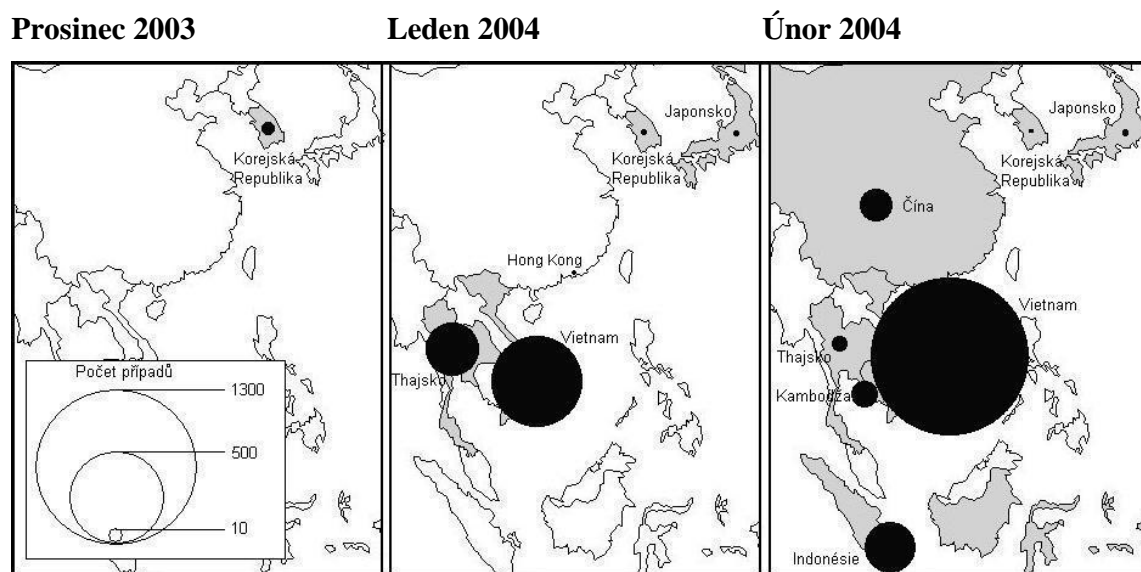 Prosinec 2003
Leden 2004
Únor 2004
Korejská
Republika
Počet případů
1300
500
10
Japonsko
Korejská
Republika
Hong Kong
Vietnam
Thajsko
Japonsko
Korejská
Republika
Čína
Vietnam
Thajsko
Kambodža
Indonésie